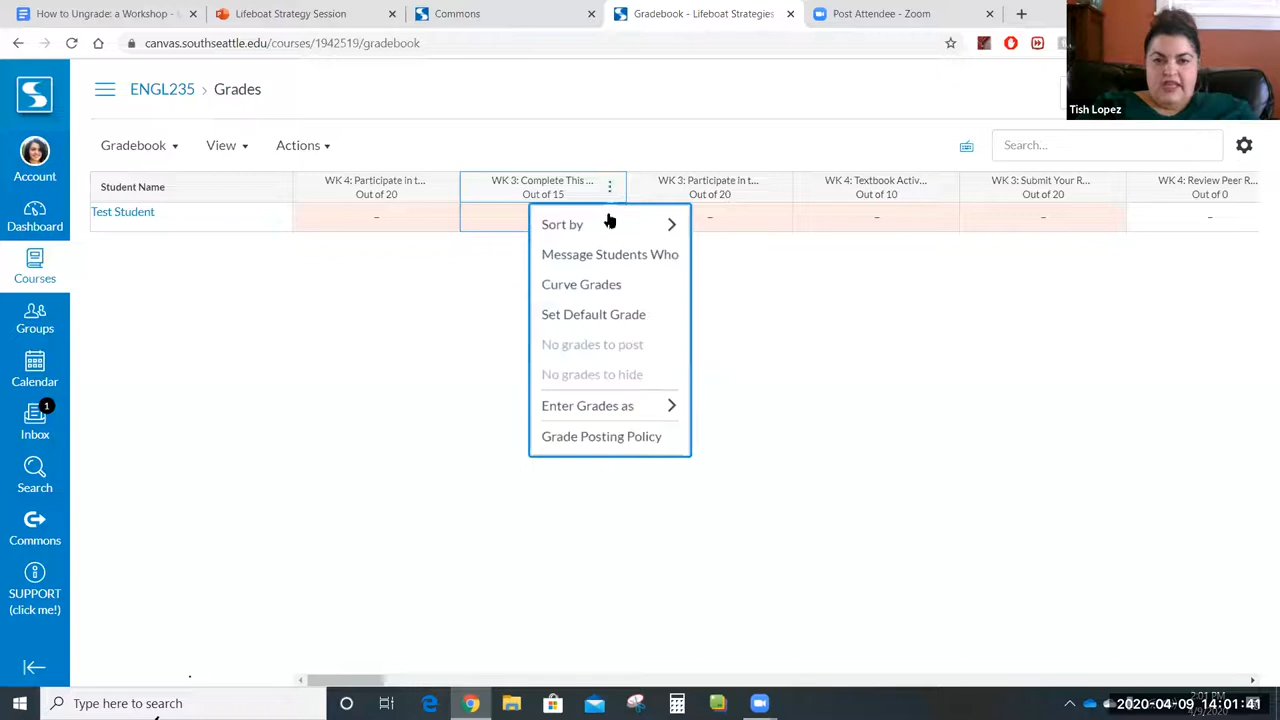 How to Ungrade: a Workshop -
Lifeboat Strategy Session
Commons
Gradebook - Lifeboat Strategies
Post Attendee - Zoom
canvas.southseattle.edu/courses/1942519/gradebook
Tish Lopez
ENGL235 › Grades
Gradebook
View
Actions
Search...
Student Name
WK 4: Participate in t...
Out of 20
WK 3: Complete This ...
Out of 15
WK 3: Participate in t...
Out of 20
WK 4: Textbook Activ...
Out of 10
WK 3: Submit Your R...
Out of 20
WK 4: Review Peer R
Out of 0
Test Student
Sort by
Message Students Who
Curve Grades
Set Default Grade
No grades to post
No grades to hide
Enter Grades as
Grade Posting Policy
Account
Dashboard
Courses
Groups
Calendar
1
Inbox
Search
Commons
SUPPORT
(click me!)
Type here to search
2:01 PM
4/9/2020
2020-04-09 14:01:41